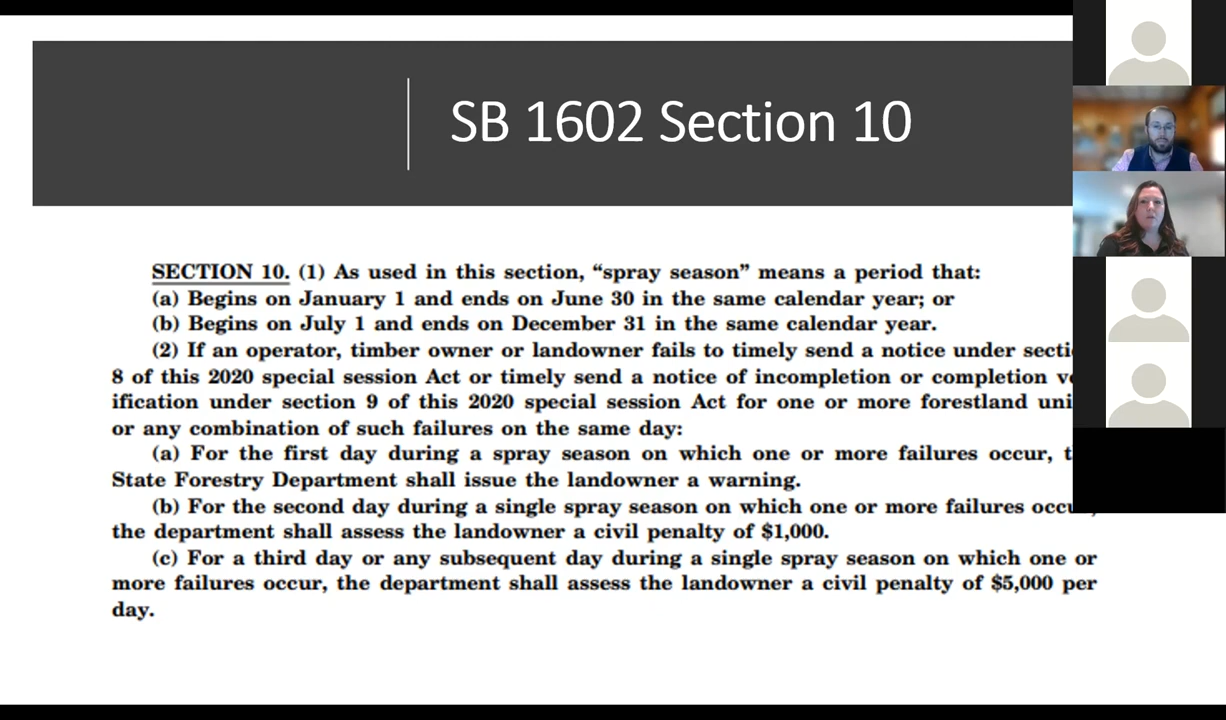 SB 1602 Section 10
SECTION 10. (1) As used in this section, “spray season” means a period that:
(a) Begins on January 1 and ends on June 30 in the same calendar year; or
(b) Begins on July 1 and ends on December 31 in the same calendar year.
(2) If an operator, timber owner or landowner fails to timely send a notice under
8 of this 2020 special session Act or timely send a notice of incompletion or completion
ification under section 9 of this 2020 special session Act for one or more forestland
or any combination of such failures on the same day:
(a) For the first day during a spray season on which one or more failures occur,
State Forestry Department shall issue the landowner a warning.
(b) For the second day during a single spray season on which one or more failures
the department shall assess the landowner a civil penalty of $1,000.
(c) For a third day or any subsequent day during a single spray season on which one or
more failures occur, the department shall assess the landowner a civil penalty of $5,000 per
day.